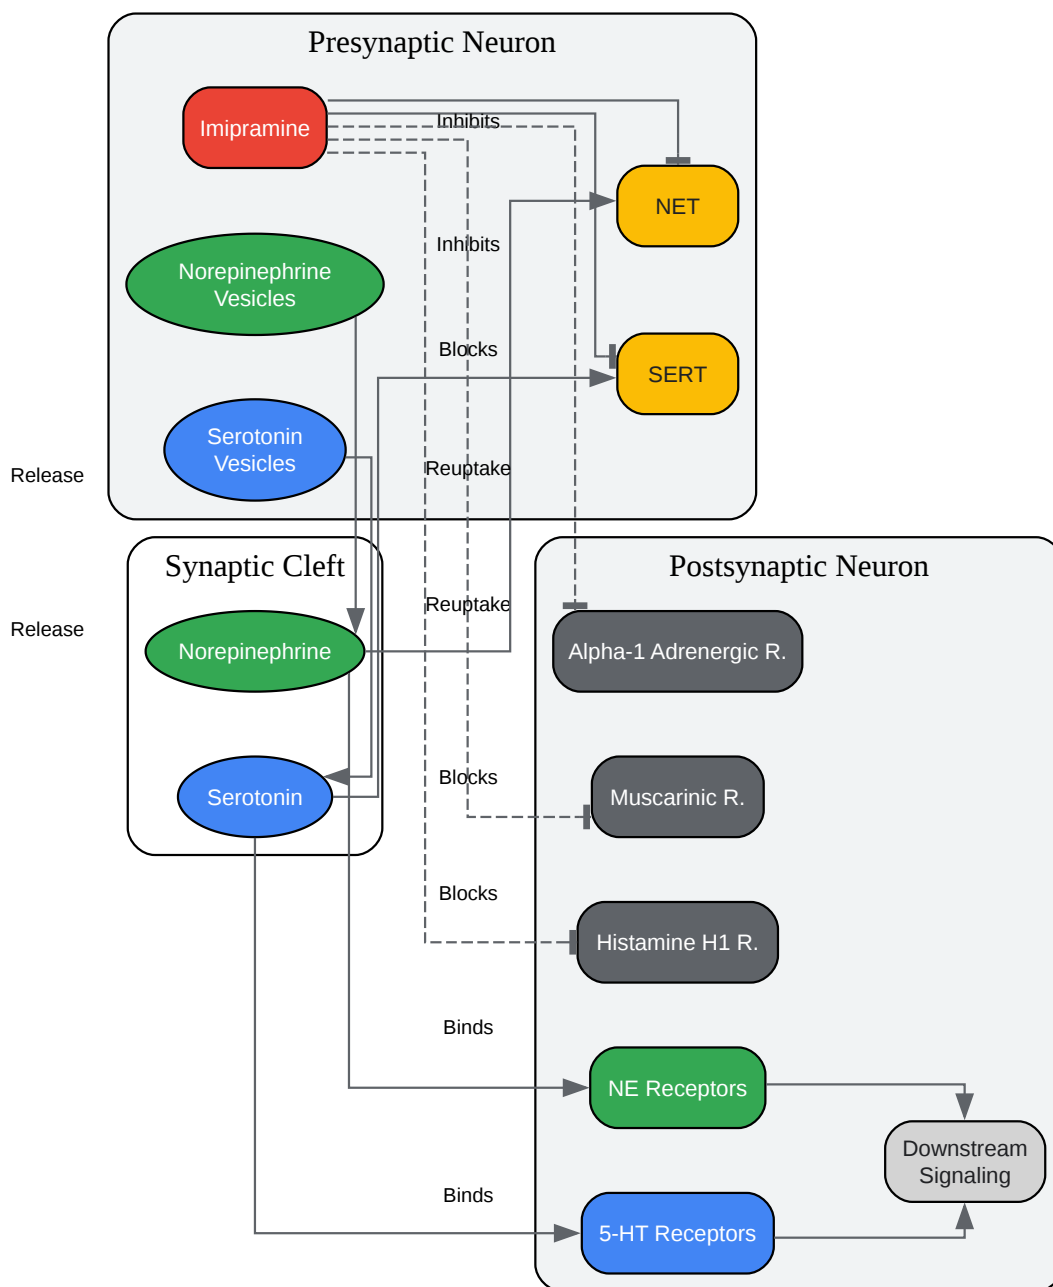 Presynaptic Neuron
Imipramine
Inhibits
NET
Norepinephrine
Vesicles
Inhibits
Blocks
SERT
Serotonin
Vesicles
Release
Reuptake
Synaptic Cleft
Postsynaptic Neuron
Release
Reuptake
Norepinephrine
Alpha-1 Adrenergic R.
Serotonin
Blocks
Muscarinic R.
Blocks
Histamine H1 R.
Binds
NE Receptors
Downstream
Signaling
Binds
5-HT Receptors